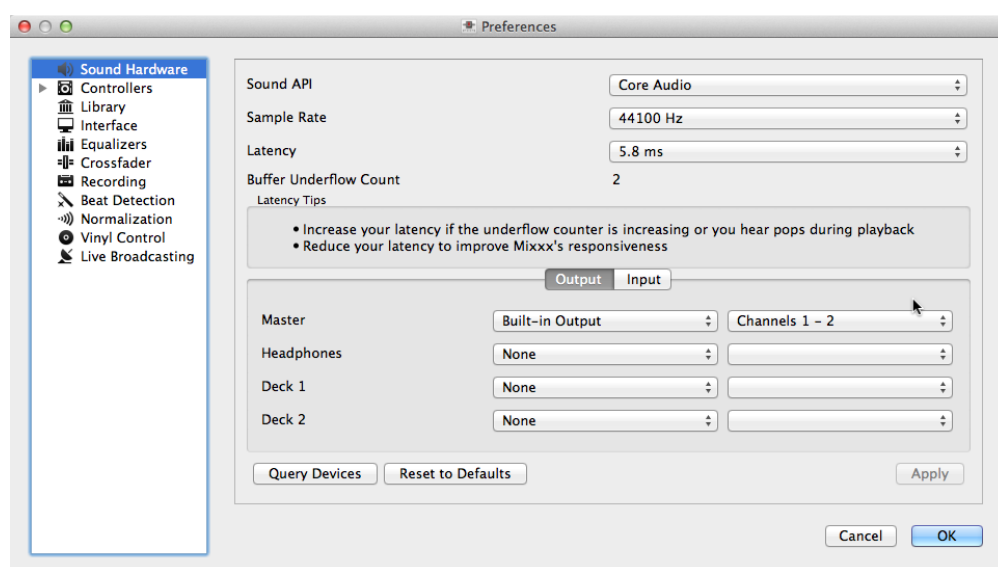 Preferences
Sound Hardware
Controllers
Library
Interface
Equalizers
Crossfader
Recording
Beat Detection
Normalization
Vinyl Control
Live Broadcasting
Sound API Core Audio
Sample Rate 44100 Hz
Latency 5.8 ms
Buffer Underflow Count 2
Latency Tips
• Increase your latency if the underflow counter is increasing or you hear pops during playback
• Reduce your latency to improve Mixxx's responsiveness
Output Input
Master Built-in Output Channels 1 - 2
Headphones None
Deck 1 None
Deck 2 None
Query Devices Reset to Defaults Apply
Cancel OK